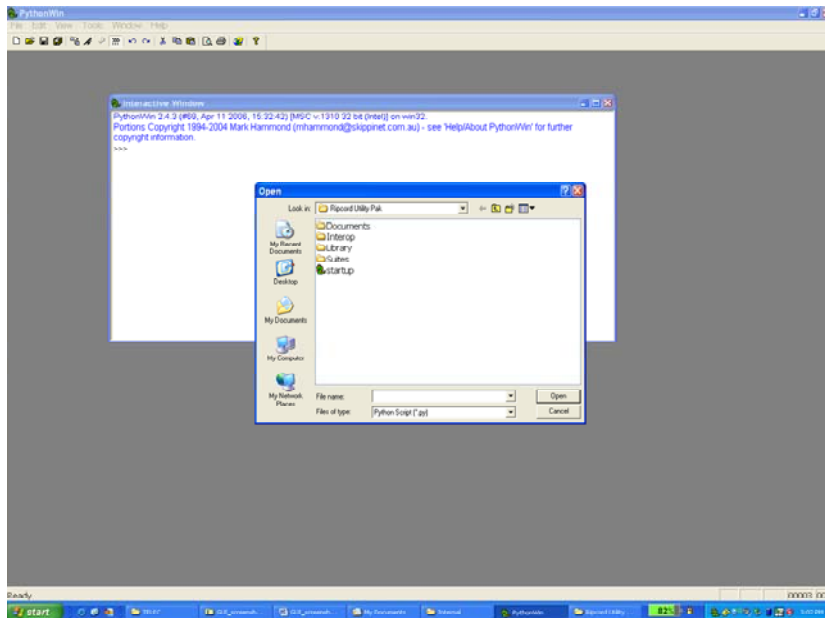 PythonWin
File Edit View Tools Window Help
Interactive Window
PythonWin 2.4.3 (#69, Apr 11 2006, 15:32:42) [MSC v.1310 32 bit (Intel)] on win32.
Portions Copyright 1994-2004 Mark Hammond (mhammond@skippinet.com.au) - see 'Help/About PythonWin' for further
copyright information.
>>>
Open
Look in: Ripcord Utility Pak
My Recent
Documents
Desktop
My Documents
My Computer
My Network
Places
Documents
Interop
Library
Suites
startup
File name:
Open
Files of type: Python Script (*.py)
Cancel
Ready
start
My Documents
PythonWin
Ripcord Utility
82%
5:00 PM